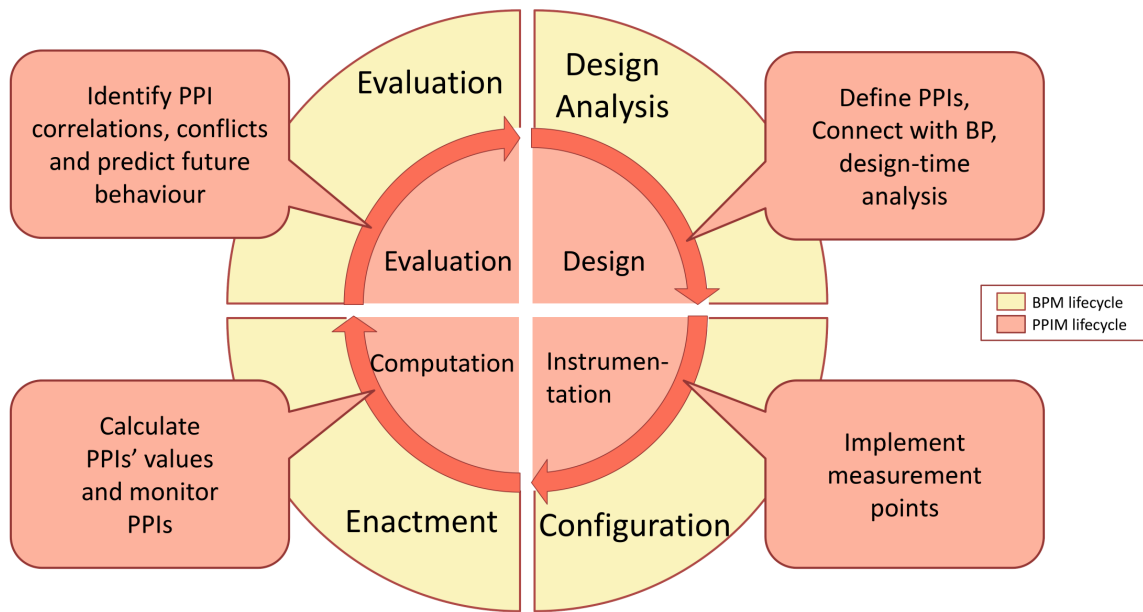 Evaluation
Design
Analysis
Identify PPI
correlations, conflicts
and predict future
behaviour
Define PPIs,
Connect with BP,
design-time
analysis
Evaluation
Design
BPM lifecycle
PPIM lifecycle
Computation
Instrumen-
tation
Calculate
PPIs’ values
and monitor
PPIs
Implement
measurement
points
Enactment
Configuration